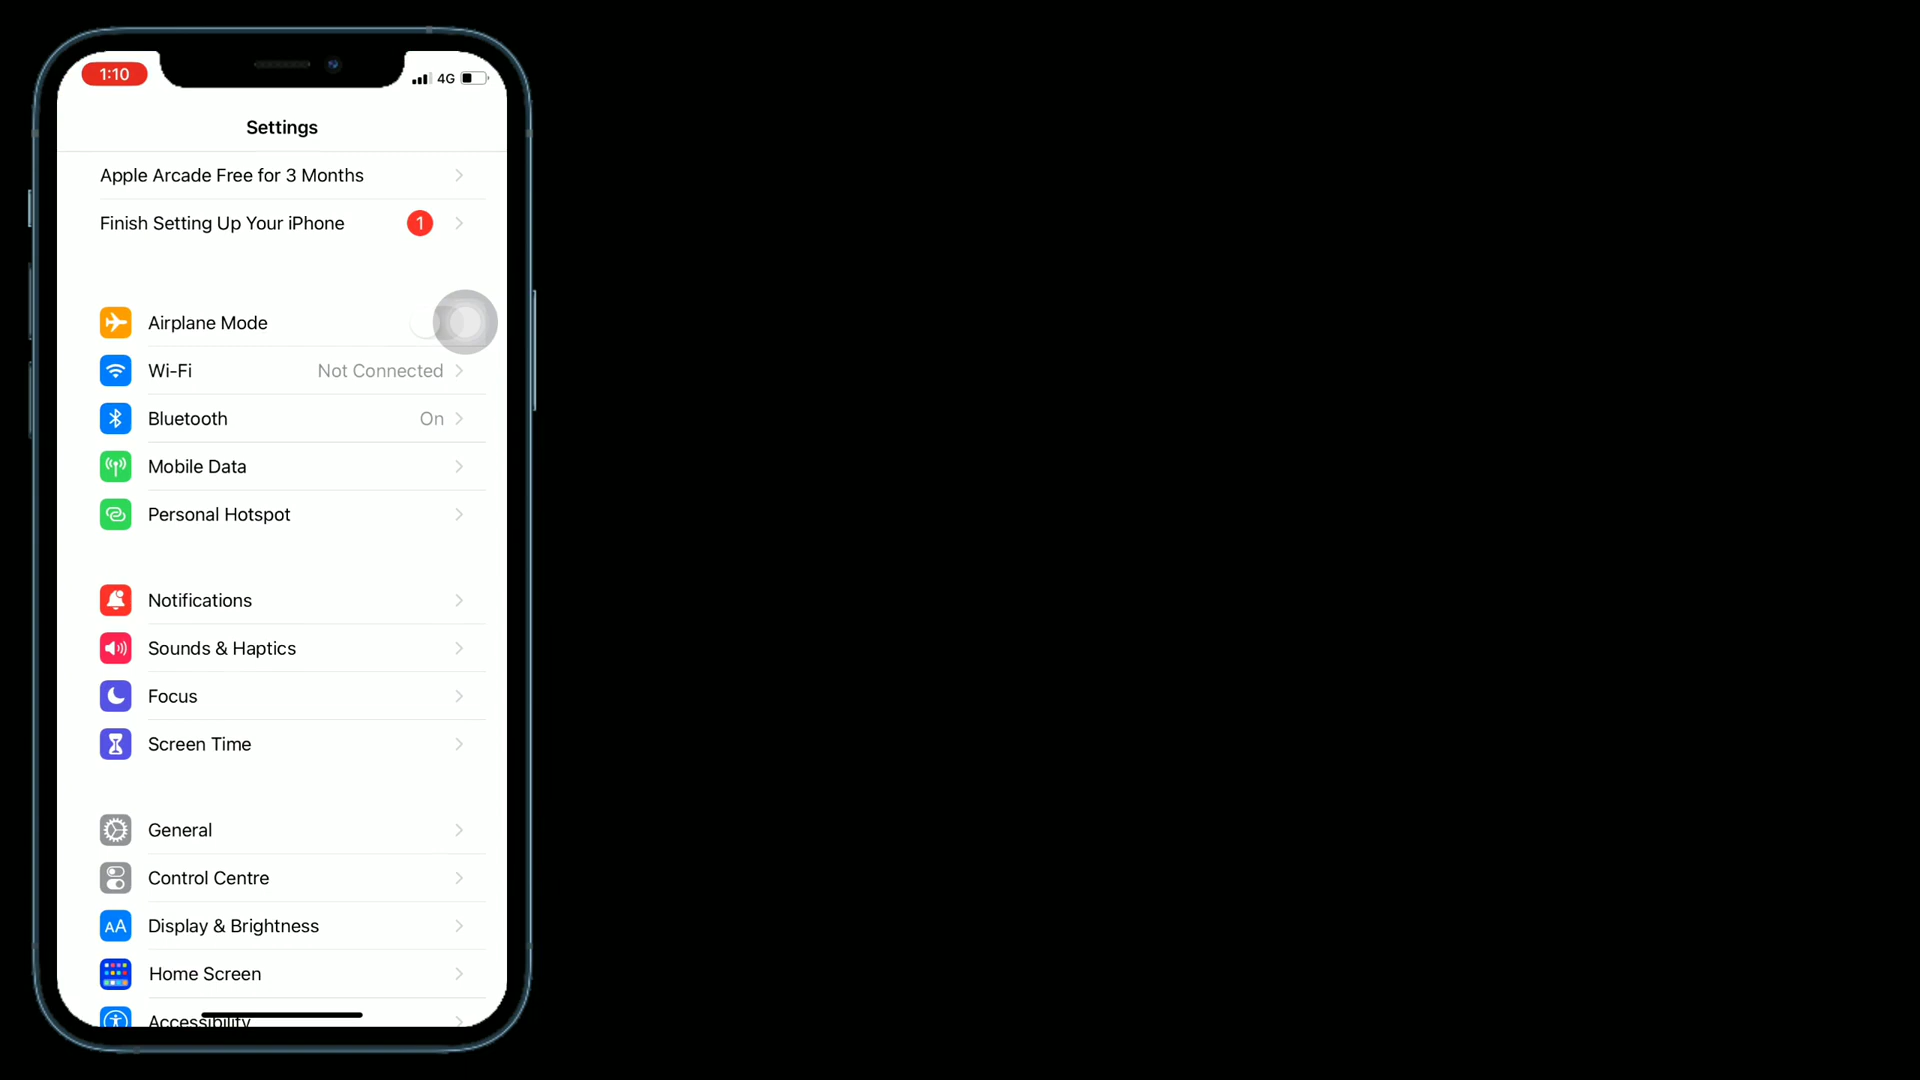 1:10
4G
Settings
Apple Arcade Free for 3 Months
Finish Setting Up Your iPhone 1
Airplane Mode
Wi-Fi Not Connected
Bluetooth On
Mobile Data
Personal Hotspot
Notifications
Sounds & Haptics
Focus
Screen Time
General
Control Centre
AA Display & Brightness
Home Screen
Accessibility